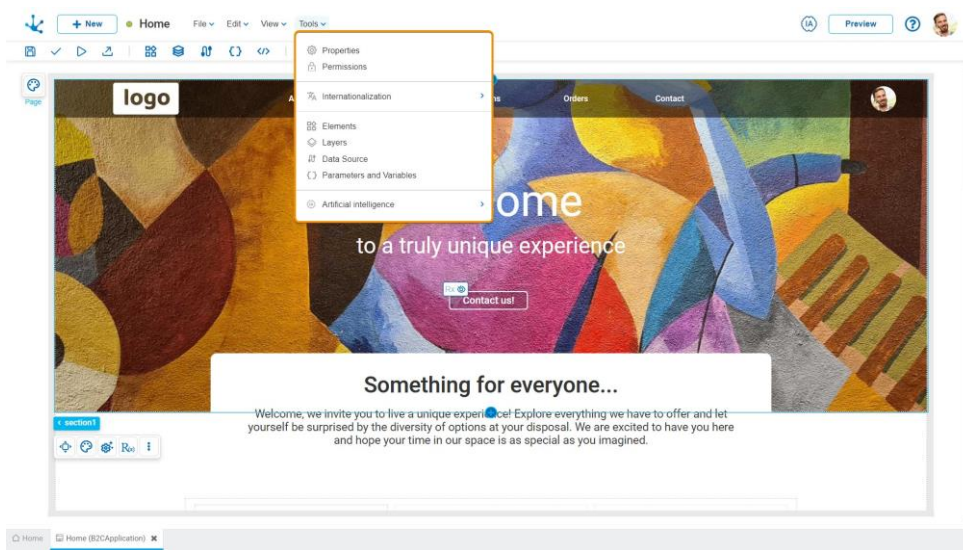 + New
Home
File
Edit
View
Tools
IA
Preview
?
Properties
Permissions
Internationalization
Elements
Layers
Data Source
Parameters and Variables
Artificial intelligence
Page
logo
Orders
Contact
ome
to a truly unique experience
Rx
Contact us!
Something for everyone...
Welcome, we invite you to live a unique experience! Explore everything we have to offer and let
yourself be surprised by the diversity of options at your disposal. We are excited to have you here
and hope your time in our space is as special as you imagined.
section1
R(x)
Home
Home (B2CApplication)